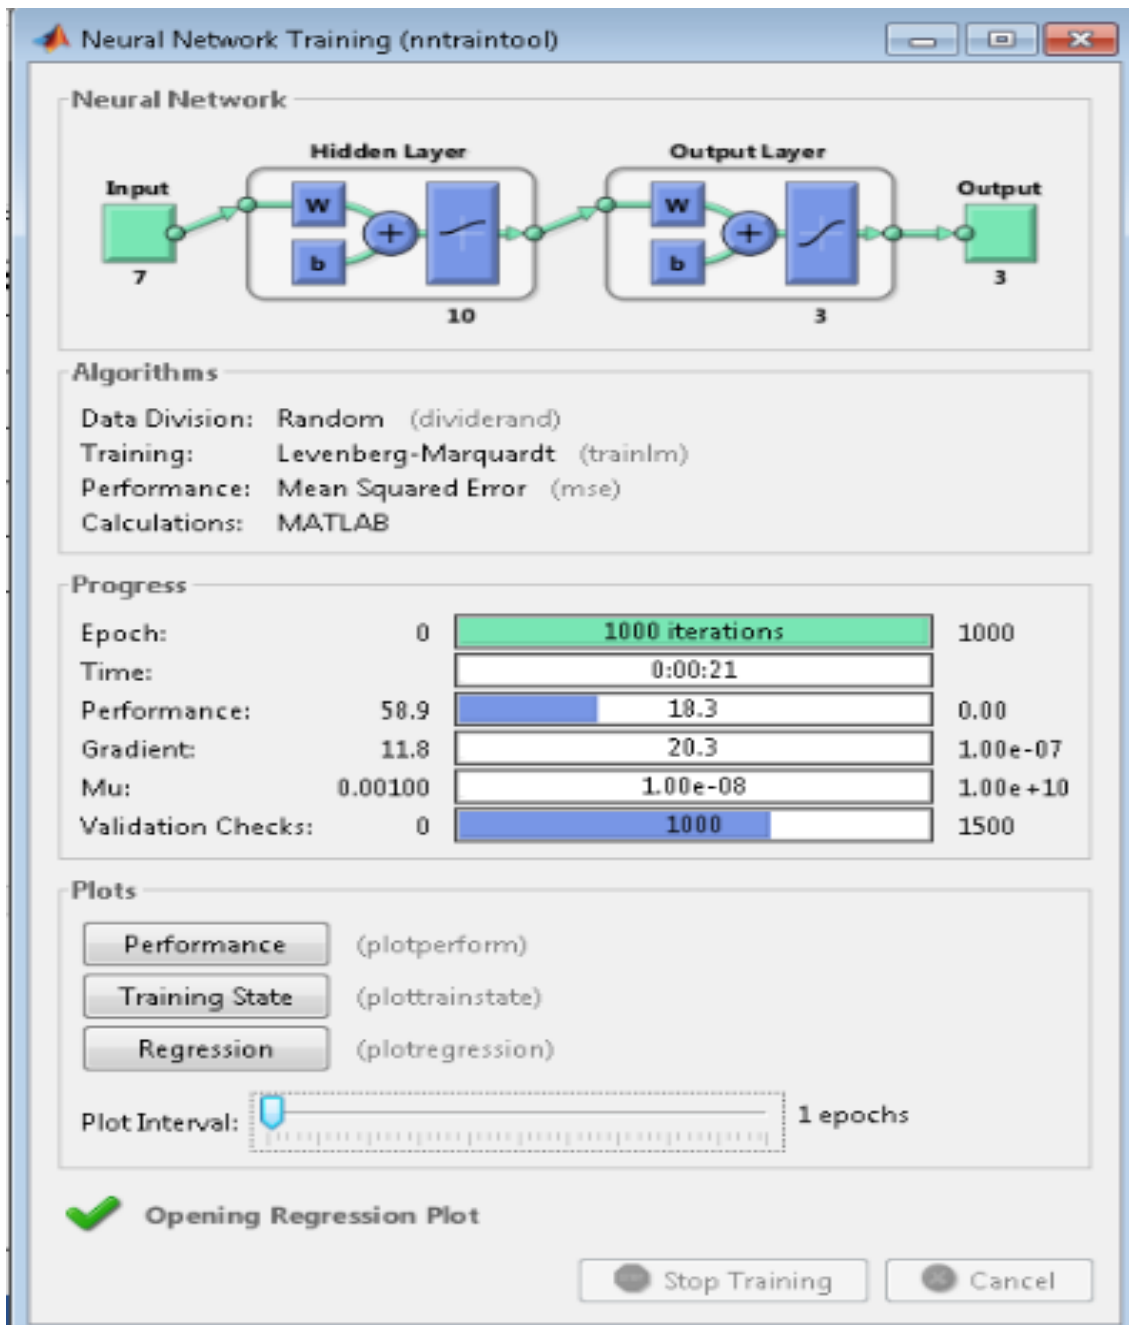 Neural Network Training (nntraintool)
Neural Network
Hidden Layer
Output Layer
Input
Output
W
W
+
+
b
b
7
10
3
3
Algorithms
Data Division: Random (dividerand)
Training: Levenberg-Marquardt (trainlm)
Performance: Mean Squared Error (mse)
Calculations: MATLAB
Progress
Epoch: 0 1000 iterations 1000
Time: 0:00:21
Performance: 58.9 18.3 0.00
Gradient: 11.8 20.3 1.00e-07
Mu: 0.00100 1.00e-08 1.00e+10
Validation Checks: 0 1000 1500
Plots
Performance (plotperform)
Training State (plottrainstate)
Regression (plotregression)
Plot Interval: 1 epochs
Opening Regression Plot
Stop Training Cancel